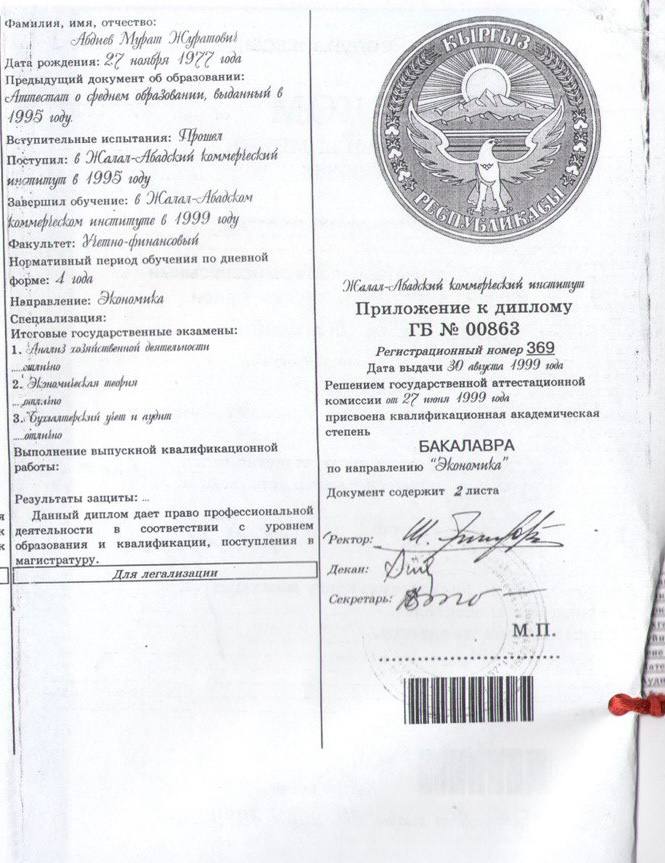 Фамилия, имя, отчество:
Абдиев Мурат Журатович
Дата рождения: 27 ноября 1977 года
Предыдущий документ об образовании:
Аттестат о среднем образовании, выданный в
1995 году.
Вступительные испытания: Прошел
Поступил: в Жалал-Абадский коммерческий
институт в 1995 году
Завершил обучение: в Жалал-Абадском
коммерческом институте в 1999 году
Факультет: Учетно-финансовый
Нормативный период обучения по дневной
форме: 4 года
Направление: Экономика
Специализация:
Итоговые государственные экзамены:
1. Анализ хозяйственной деятельности
.....отлично
2. Экономическая теория
...отлично
3. Бухгалтерский учет и аудит
.....отлично
Выполнение выпускной квалификационной
работы:
Результаты защиты: ...
Данный диплом дает право профессиональной
деятельности в соответствии с уровнем
образования и квалификации, поступления в
магистратуру.
Для легализации
КЫРГЫЗ
РЕСПУБЛИКАСЫ
Жалал-Абадский коммерческий институт
Приложение к диплому
ГБ № 00863
Регистрационный номер 369
Дата выдачи 30 августа 1999 года
Решением государственной аттестационной
комиссии от 27 июня 1999 года
присвоена квалификационная академическая
степень
БАКАЛАВРА
по направлению "Экономика"
Документ содержит 2 листа
Ректор:
Декан:
Секретарь:
М.П.